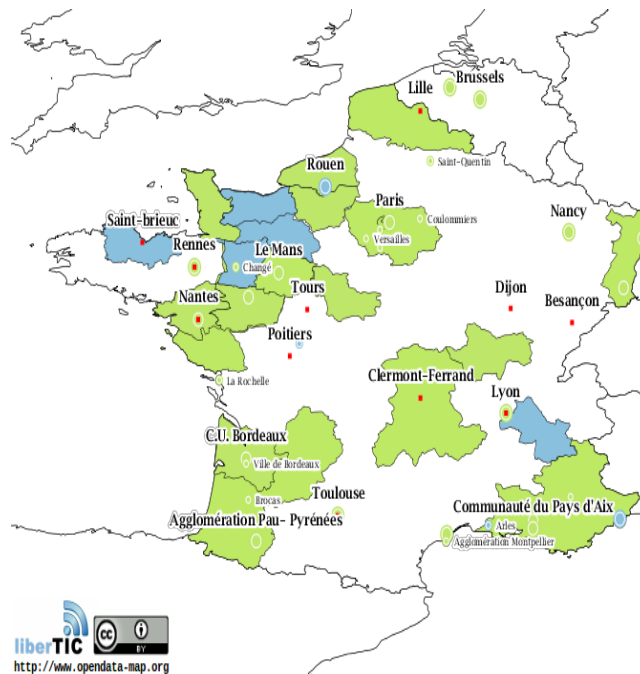 Brussels
Lille
Saint-Quentin
Rouen
Paris
Coulommiers
Versailles
Nancy
Saint-brieuc
Rennes
Le Mans
Changé
Nantes
Tours
Dijon
Besançon
Poitiers
Clermont-Ferrand
La Rochelle
Lyon
C.U. Bordeaux
Ville de Bordeaux
Brocas
Toulouse
Agglomération Pau- Pyrénées
Communauté du Pays d'Aix
Arles
Agglomération Montpellier
liberTIC
cc
BY
http://www.opendata-map.org